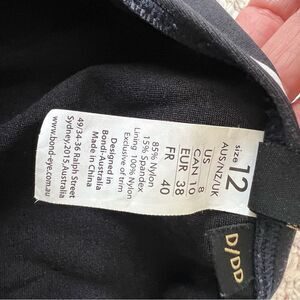 size
12
AUS/NZ/UK
US 8
CAN 10
EUR 38
FR 40
85% Nylon
15% Spandex
Lining 100% Nylon
Exclusive of trim
Designed in
Bondi-Australia
Made in China
49/34-36 Ralph Street
Sydney,2015,Australia
www.bond-eye.com
D/DD